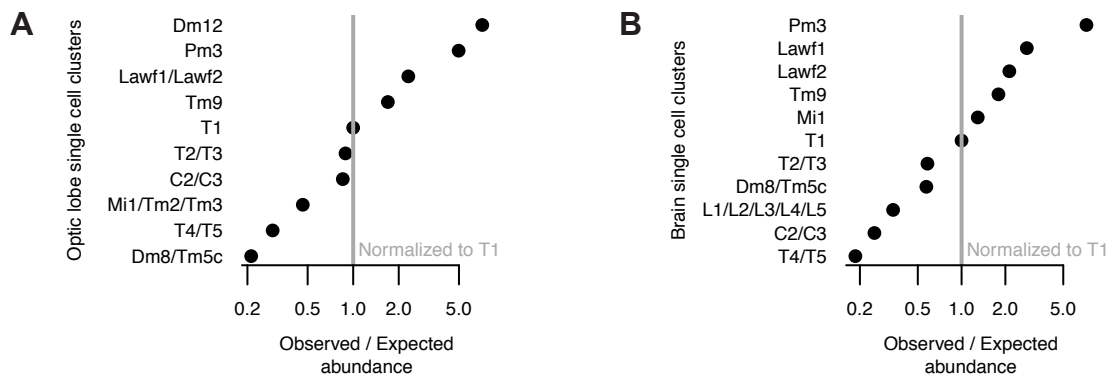 A
Optic lobe single cell clusters
Dm12
Pm3
Lawf1/Lawf2
Tm9
T1
T2/T3
C2/C3
Mi1/Tm2/Tm3
T4/T5
Dm8/Tm5c
Normalized to T1
0.2 0.5 1.0 2.0 5.0
Observed / Expected
abundance
B
Brain single cell clusters
Pm3
Lawf1
Lawf2
Tm9
Mi1
T1
T2/T3
Dm8/Tm5c
L1/L2/L3/L4/L5
C2/C3
T4/T5
Normalized to T1
0.2 0.5 1.0 2.0 5.0
Observed / Expected
abundance